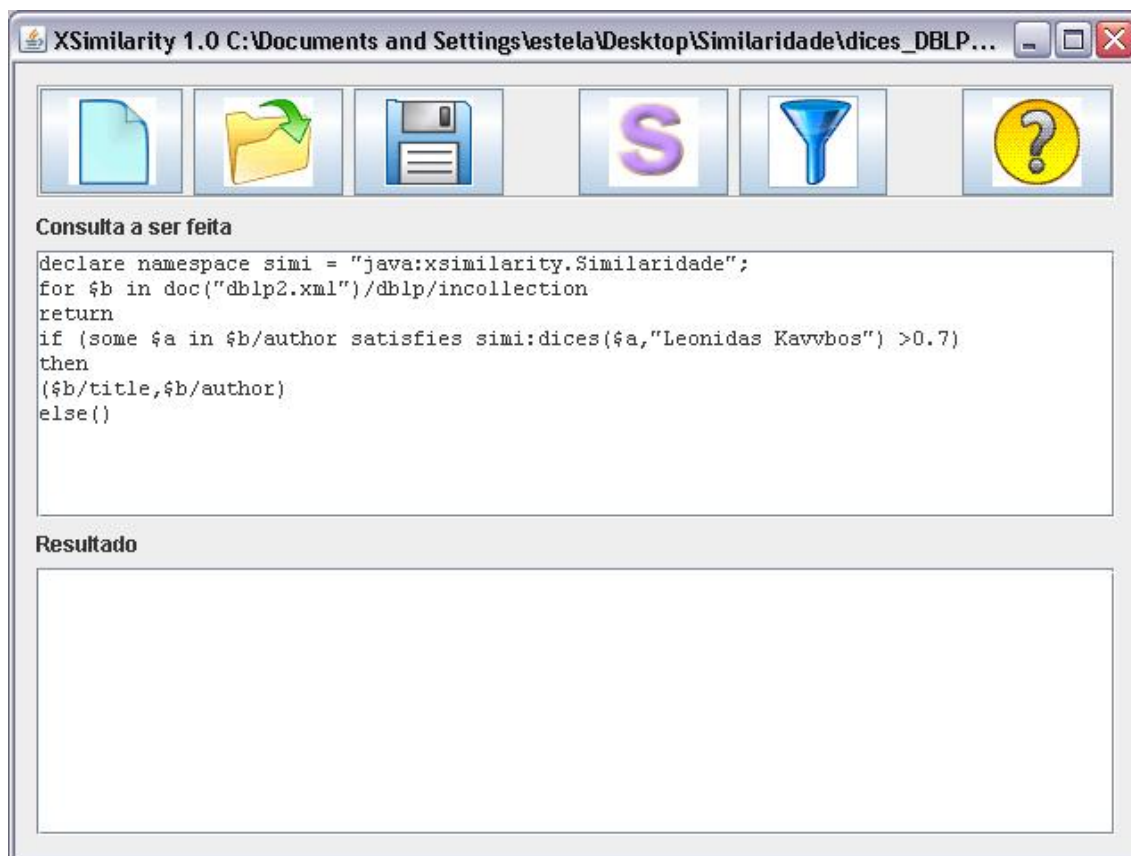 XSimilarity 1.0 C:\Documents and Settings\estela\Desktop\Similaridade\dices_DBLP...
S
?
Consulta a ser feita
declare namespace simi = "java:xsimilarity.Similaridade";
for $b in doc("dblp2.xml")/dblp/incollection
return
if (some $a in $b/author satisfies simi:dices($a,"Leonidas Kavvbos") >0.7)
then
($b/title,$b/author)
else()
Resultado